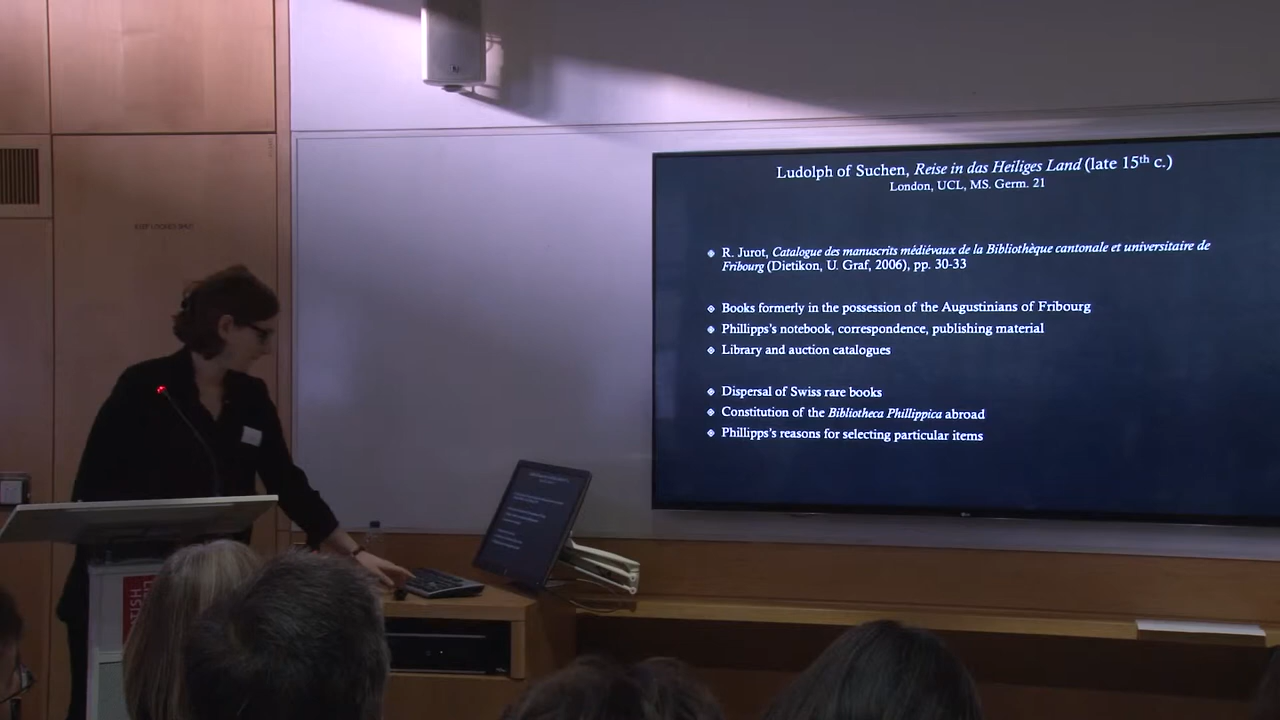 Ludolph of Suchen, Reise in das Heiliges Land (late 15th c.)
London, UCL, MS. Germ. 21
R. Jurot, Catalogue des manuscrits médiévaux de la Bibliothèque cantonale et universitaire de
Fribourg (Dietikon, U. Graf, 2006), pp. 30-33
Books formerly in the possession of the Augustinians of Fribourg
Phillipps's notebook, correspondence, publishing material
Library and auction catalogues
Dispersal of Swiss rare books
Constitution of the Bibliotheca Phillippica abroad
Phillipps's reasons for selecting particular items